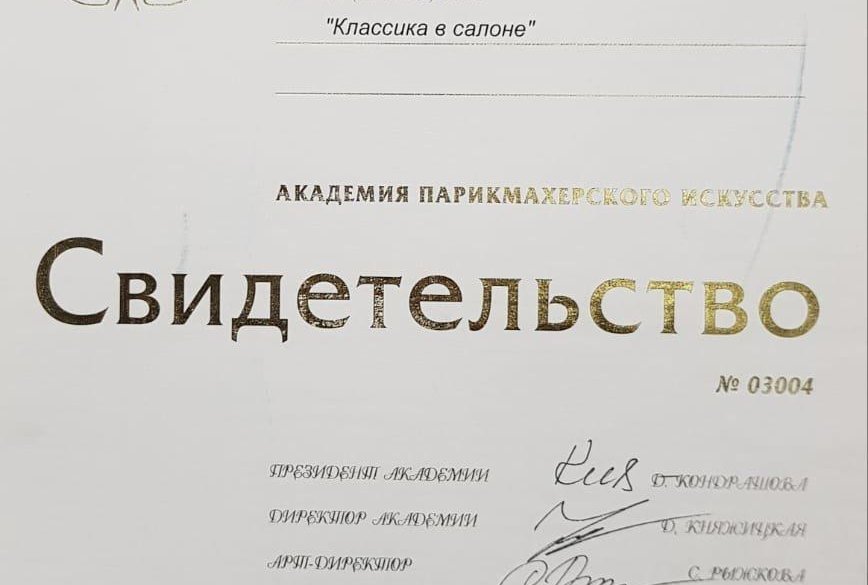 "Классика в салоне"
АКАДЕМИЯ ПАРИКМАХЕРСКОГО ИСКУССТВА
Свидетельство
№ 03004
ПРЕЗИДЕНТ АКАДЕМИИ Д. КОНДРАШОВА
ДИРЕКТОР АКАДЕМИИ Д. КНЯЖИЦКАЯ
АРТ-ДИРЕКТОР С. РЫЖКОВА